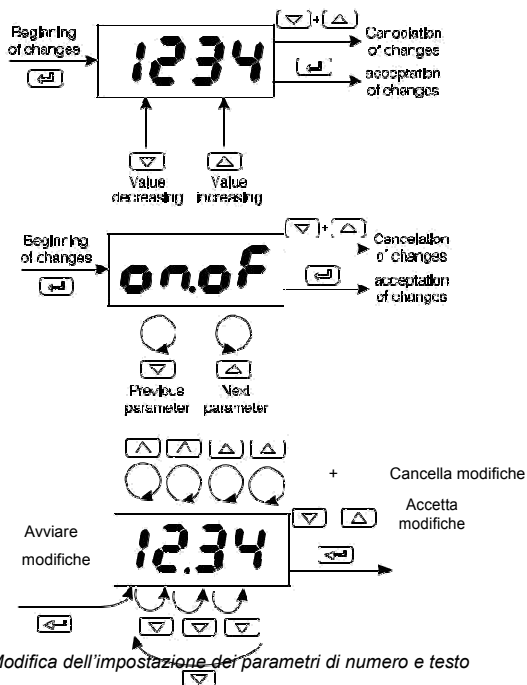 Beginning
of changes
1234
+
Cancelation
of changes
acceptation
of changes
Value
decreasing
Value
increasing
Beginning
of changes
on.oF
+
Cancelation
of changes
acceptation
of changes
Previous
parameter
Next
parameter
+ Cancella modifiche
Avviare
modifiche
12.34
Accetta
modifiche
Modifica dell'impostazione dei parametri di numero e testo